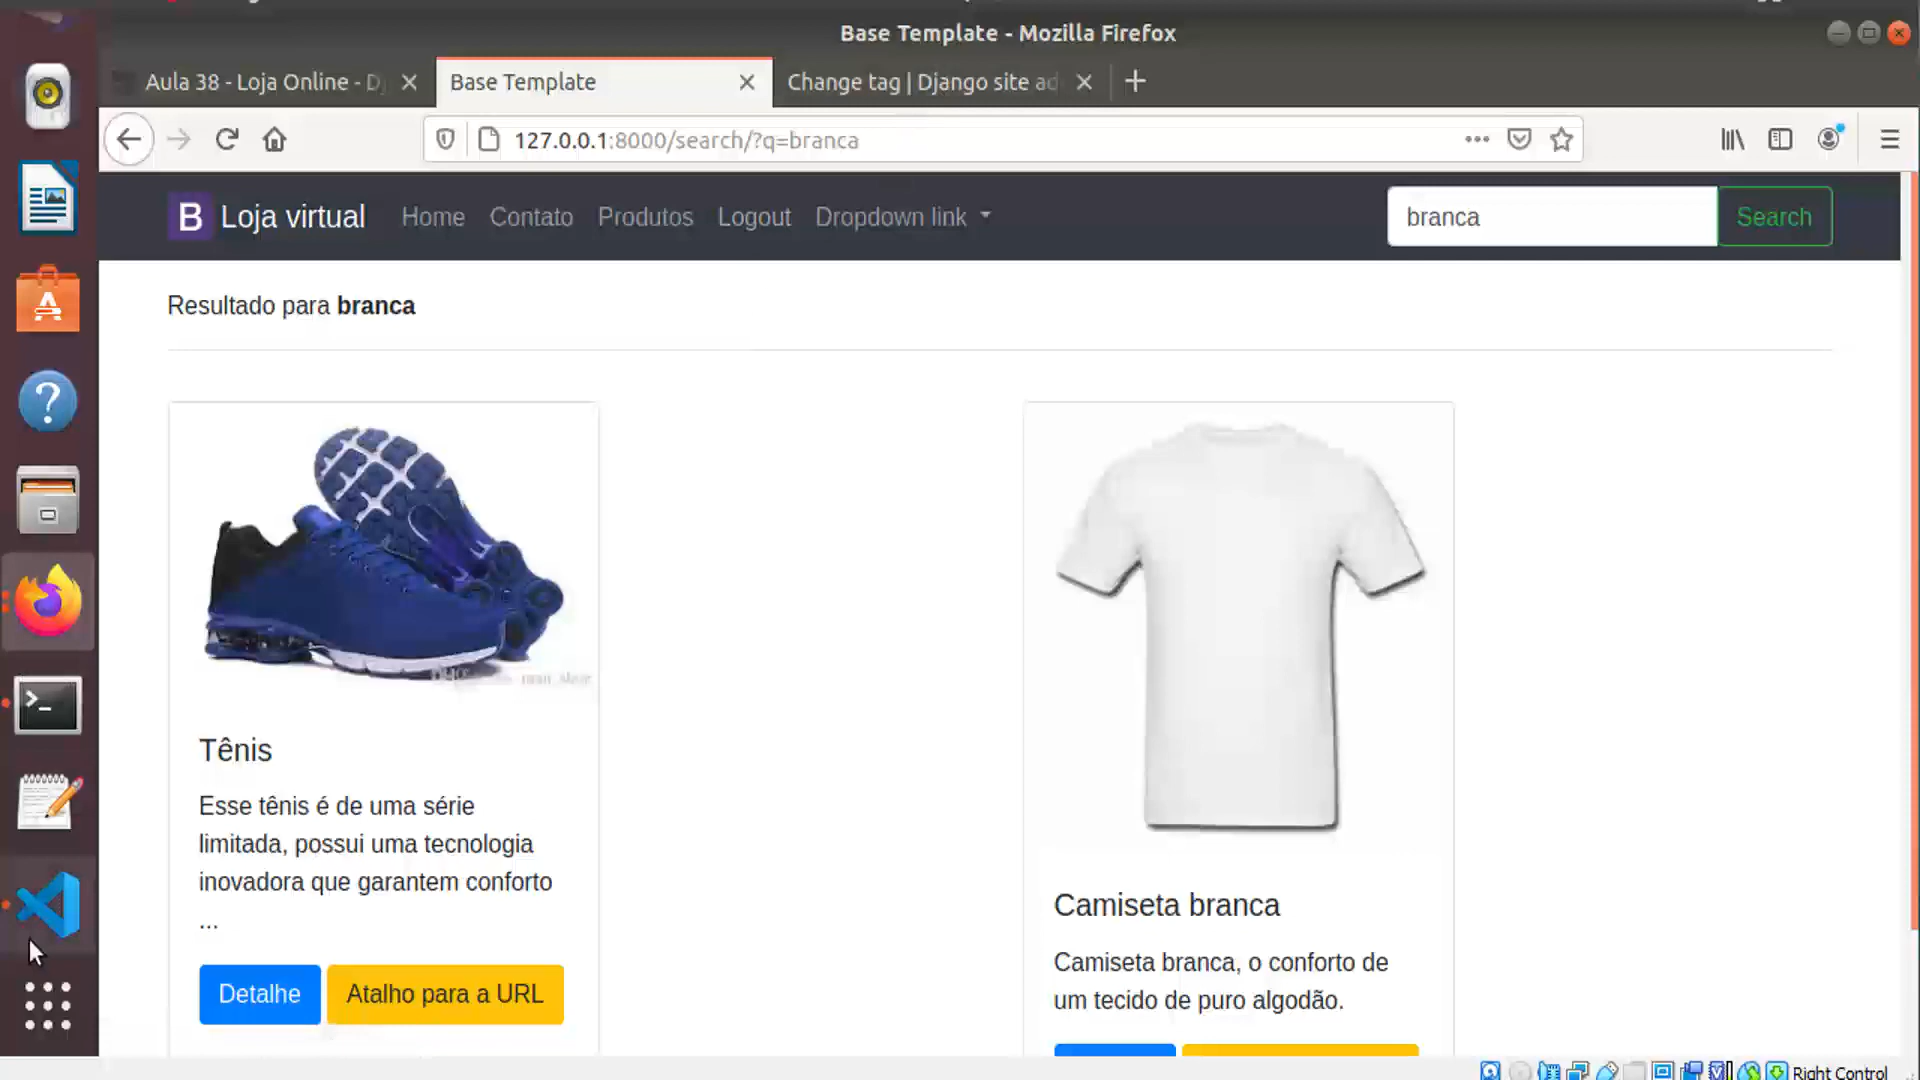 Base Template - Mozilla Firefox
Aula 38 - Loja Online - D
Base Template
Change tag | Django site ad
127.0.0.1:8000/search/?q=branca
B Loja virtual
Home
Contato
Produtos
Logout
Dropdown link
branca
Search
Resultado para branca
Tênis
Esse tênis é de uma série
limitada, possui uma tecnologia
inovadora que garantem conforto
...
Detalhe
Atalho para a URL
Camiseta branca
Camiseta branca, o conforto de
um tecido de puro algodão.
Right Control